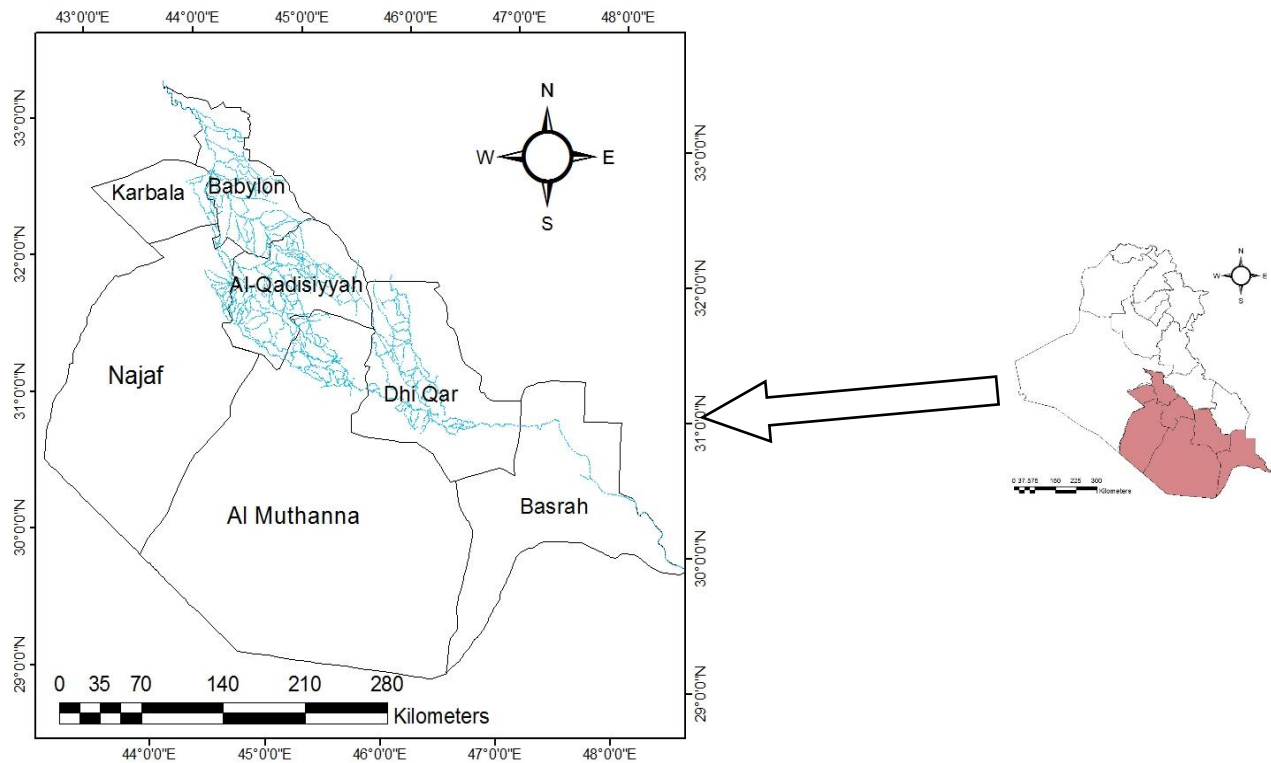 43°0'0"E 44°0'0"E 45°0'0"E 46°0'0"E 47°0'0"E 48°0'0"E
33°0'0"N
32°0'0"N
31°0'0"N
30°0'0"N
29°0'0"N
N
W E
S
Karbala
Babylon
Al-Qadisiyyah
Najaf
Dhi Qar
Al Muthanna
Basrah
0 35 70 140 210 280
Kilometers
33°0'0"N
32°0'0"N
31°0'0"N
30°0'0"N
29°0'0"N
44°0'0"E 45°0'0"E 46°0'0"E 47°0'0"E 48°0'0"E
N
W E
S
225 300
Kilometers